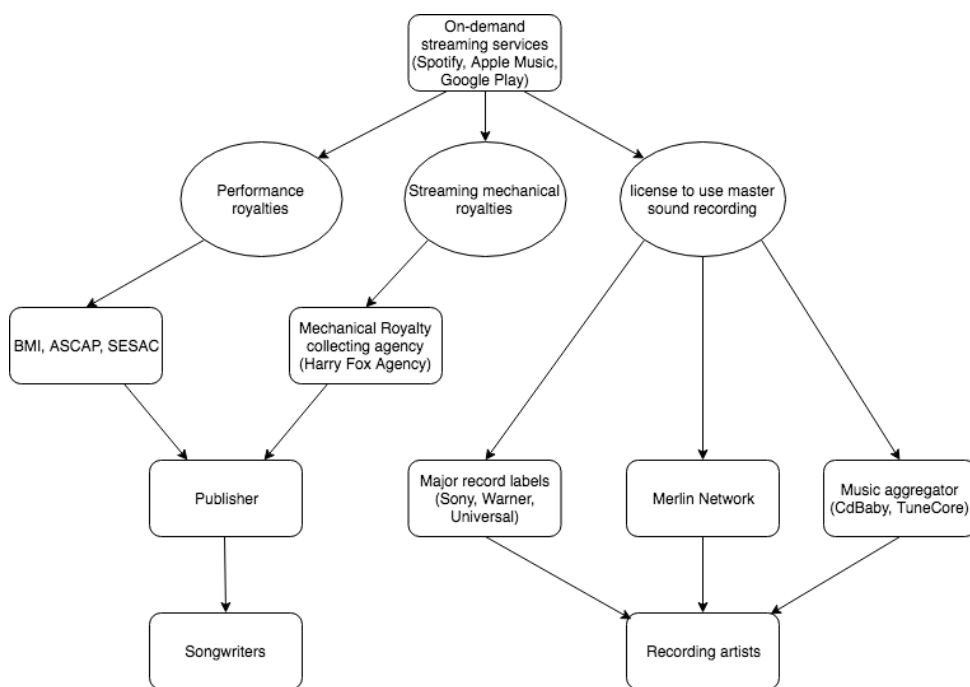 On-demand
streaming services
(Spotify, Apple Music,
Google Play)
Performance
royalties
Streaming mechanical
royalties
license to use master
sound recording
BMI, ASCAP, SESAC
Mechanical Royalty
collecting agency
(Harry Fox Agency)
Publisher
Major record labels
(Sony, Warner,
Universal)
Merlin Network
Music aggregator
(CdBaby, TuneCore)
Songwriters
Recording artists